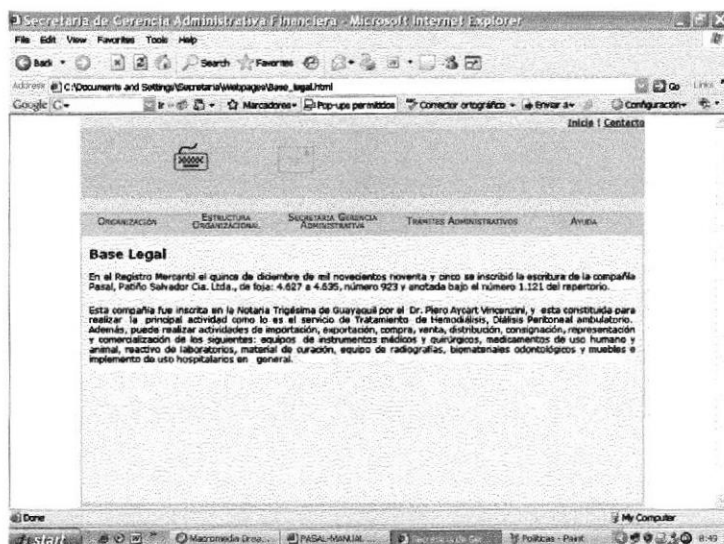 Secretaria de Gerencia Administrativa Financiera - Microsoft Internet Explorer
File Edit View Favorites Tools Help
Back Search Favorites
Address C:\Documents and Settings\Secretaria\Webpages\Base_legal.html Go Links
Google G Ir Marcadores Pop-ups permitidos Corrector ortográfico Enviar a Configuración
Inicio | Contacto
ORGANIZACIÓN ESTRUCTURA ORGANIZACIONAL SECRETARIA GERENCIA ADMINISTRATIVA TRÁMITES ADMINISTRATIVOS AYUDA
Base Legal
En el Registro Mercantil el quince de diciembre de mil novecientos noventa y cinco se inscribió la escritura de la compañía
Pasal, Patiño Salvador Cia. Ltda., de foja: 4.627 a 4.635, número 923 y anotada bajo el número 1.121 del repertorio.
Esta compañía fue inscrita en la Notaria Trigésima de Guayaquil por el Dr. Piero Aycart Vincenzini, y esta constituida para
realizar la principal actividad como lo es el servicio de Tratamiento de Hemodiálisis, Diálisis Peritoneal ambulatorio.
Además, puede realizar actividades de importación, exportación, compra, venta, distribución, consignación, representación
y comercialización de los siguientes: equipos de instrumentos médicos y quirúrgicos, medicamentos de uso humano y
animal, reactivo de laboratorios, material de curación, equipo de radiografías, biomateriales odontológicos y muebles e
implemento de uso hospitalarios en general.
Done My Computer
start Macromedia Drea... PASAL-MANUAL ... Politicas - Paint 8:49